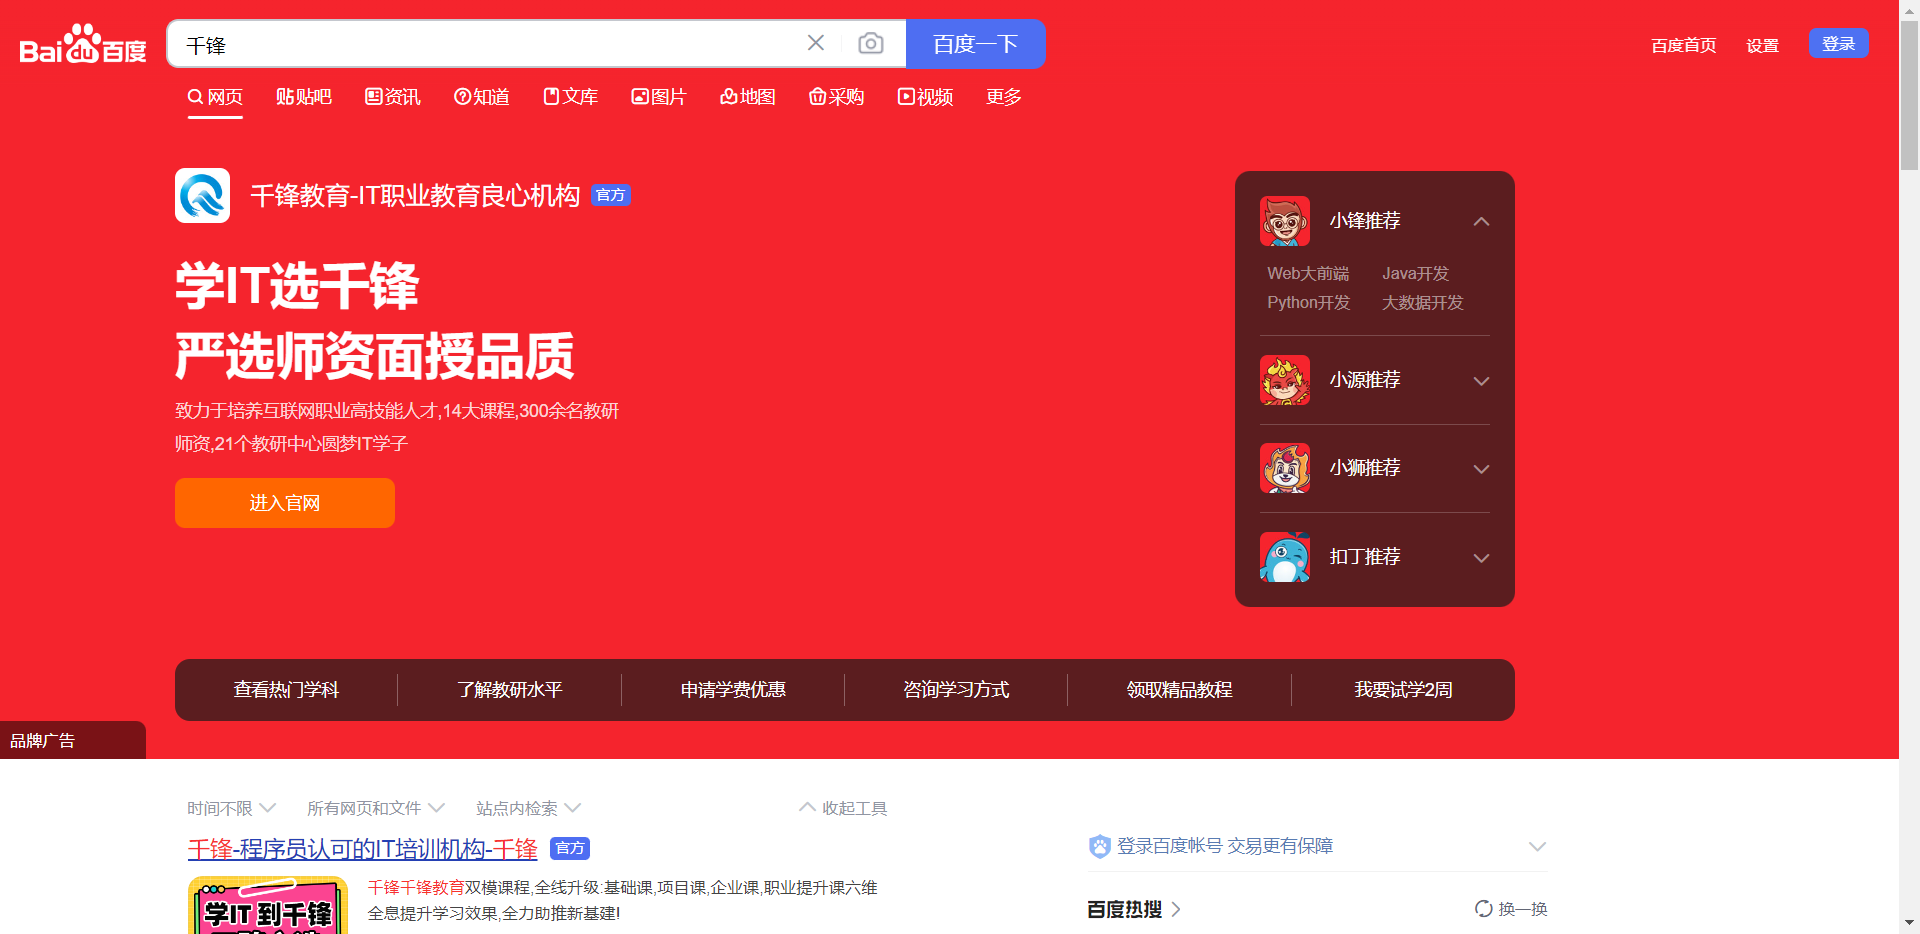 Bai du 百度
千锋
百度一下
百度首页 设置 登录
网页 贴吧 资讯 知道 文库 图片 地图 采购 视频 更多
千锋教育-IT职业教育良心机构 官方
学IT选千锋
严选师资面授品质
致力于培养互联网职业高技能人才,14大课程,300余名教研
师资,21个教研中心圆梦IT学子
进入官网
小锋推荐
Web大前端 Java开发
Python开发 大数据开发
小源推荐
小狮推荐
扣丁推荐
查看热门学科 了解教研水平 申请学费优惠 咨询学习方式 领取精品教程 我要试学2周
品牌广告
时间不限 所有网页和文件 站点内检索 收起工具
千锋-程序员认可的IT培训机构-千锋 官方
学IT 到千锋
千锋千锋教育双模课程,全线升级:基础课,项目课,企业课,职业提升课六维
全息提升学习效果,全力助推新基建!
登录百度帐号 交易更有保障
百度热搜 换一换